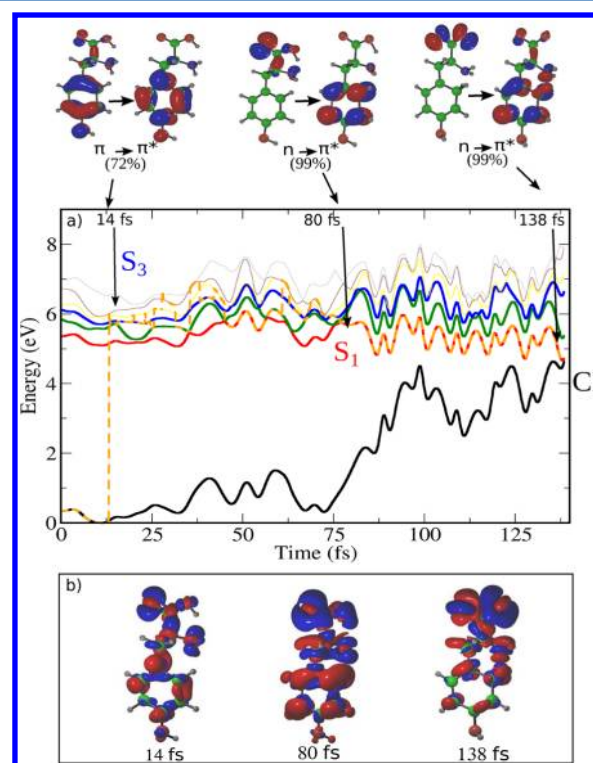 π → π* n → π* n → π*
(72%) (99%) (99%)
a) 14 fs 80 fs 138 fs
S3
S1
C
Energy (eV)
8
6
4
2
0
0 25 50 75 100 125
Time (fs)
b)
14 fs 80 fs 138 fs